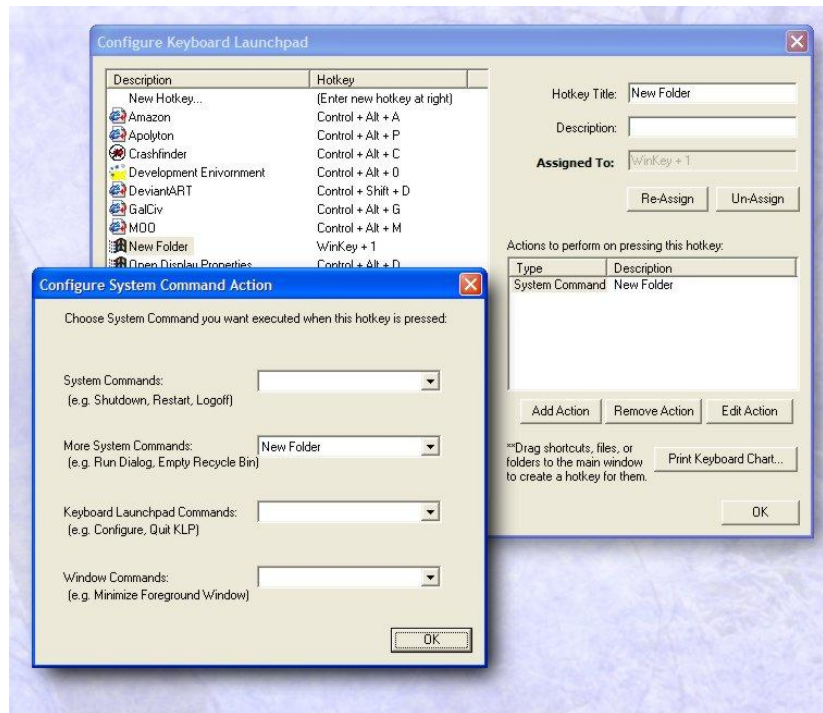 Configure Keyboard Launchpad
Description Hotkey
New Hotkey... (Enter new hotkey at right)
Amazon Control + Alt + A
Apolyton Control + Alt + P
Crashfinder Control + Alt + C
Development Enivornment Control + Alt + 0
DeviantART Control + Shift + D
GalCiv Control + Alt + G
MOO Control + Alt + M
New Folder WinKey + 1
Open Display Properties Control + Alt + D
Hotkey Title: New Folder
Description:
Assigned To: WinKey + 1
Re-Assign Un-Assign
Actions to perform on pressing this hotkey:
Type Description
System Command New Folder
Add Action Remove Action Edit Action
**Drag shortcuts, files, or
folders to the main window
to create a hotkey for them.
Print Keyboard Chart...
OK
Configure System Command Action
Choose System Command you want executed when this hotkey is pressed:
System Commands:
(e.g. Shutdown, Restart, Logoff)
More System Commands: New Folder
(e.g. Run Dialog, Empty Recycle Bin)
Keyboard Launchpad Commands:
(e.g. Configure, Quit KLP)
Window Commands:
(e.g. Minimize Foreground Window)
OK